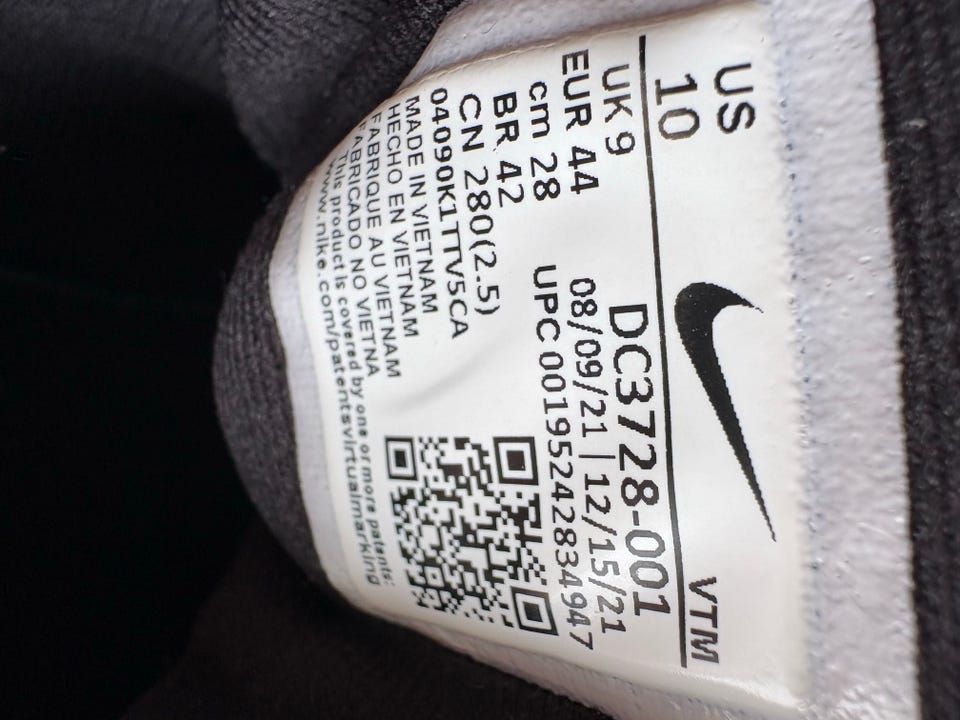 US
10
VTM
UK 9
DC3728-001
EUR 44
08/09/21 | 12/15/21
cm 28
UPC 00195242834947
BR 42
CN 280(2.5)
04090K1TTV5CA
MADE IN VIETNAM
HECHO EN VIETNAM
FABRIQUE AU VIETNAM
FABRICADO NO VIETNA
This product is covered by one or more patents:
www.nike.com/patentsvirtualmarking